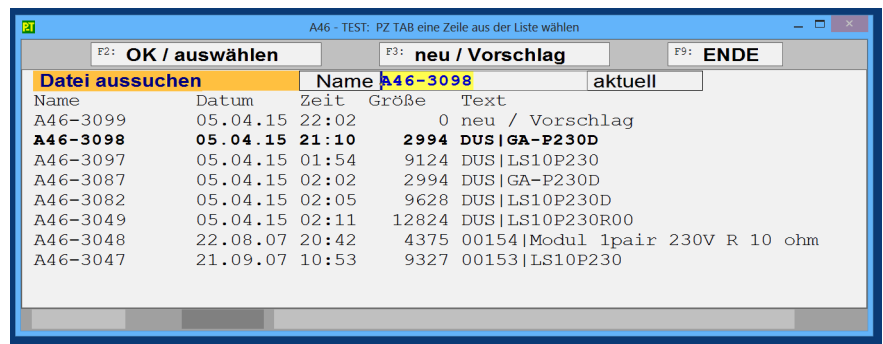 PT A46 - TEST: PZ TAB eine Zeile aus der Liste wählen
F2: OK / auswählen F3: neu / Vorschlag F9: ENDE
Datei aussuchen Name A46-3098 aktuell
Name Datum Zeit Größe Text
A46-3099 05.04.15 22:02 0 neu / Vorschlag
A46-3098 05.04.15 21:10 2994 DUS|GA-P230D
A46-3097 05.04.15 01:54 9124 DUS|LS10P230
A46-3087 05.04.15 02:02 2994 DUS|GA-P230D
A46-3082 05.04.15 02:05 9628 DUS|LS10P230D
A46-3049 05.04.15 02:11 12824 DUS|LS10P230R00
A46-3048 22.08.07 20:42 4375 00154|Modul 1pair 230V R 10 ohm
A46-3047 21.09.07 10:53 9327 00153|LS10P230